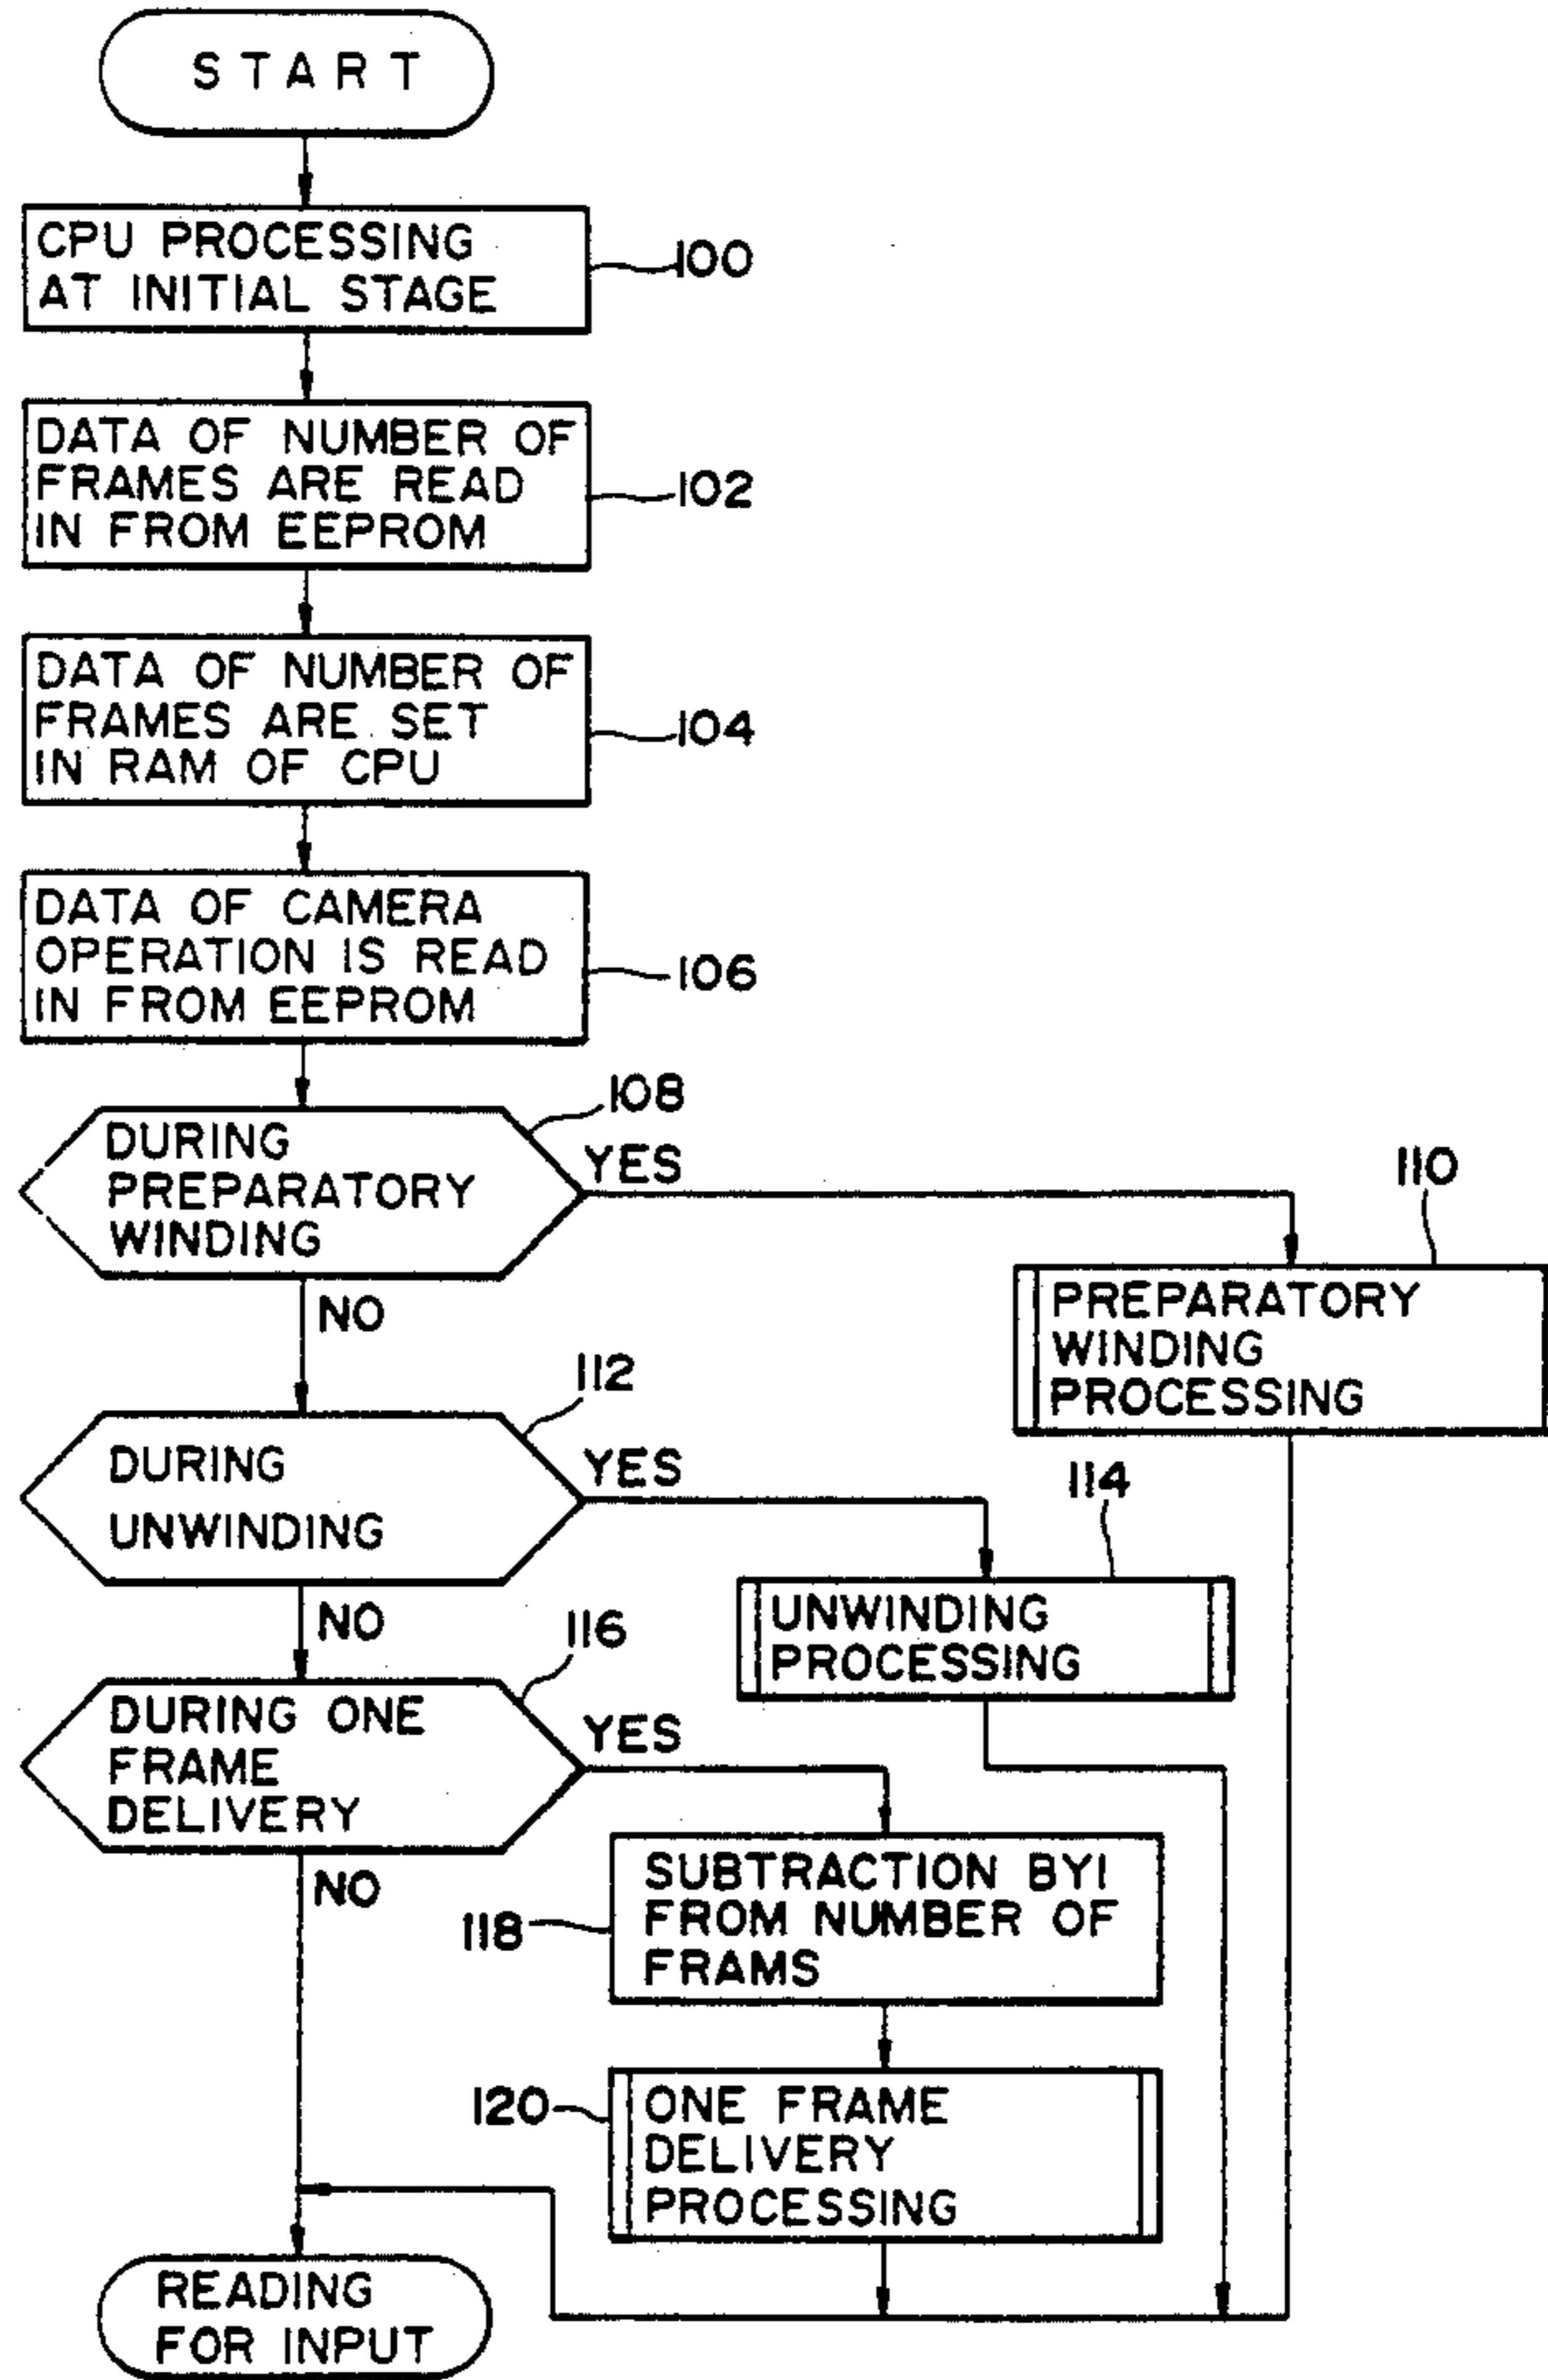 START
CPU PROCESSING
AT INITIAL STAGE
100
DATA OF NUMBER OF
FRAMES ARE READ
IN FROM EEPROM
102
DATA OF NUMBER OF
FRAMES ARE SET
IN RAM OF CPU
104
DATA OF CAMERA
OPERATION IS READ
IN FROM EEPROM
106
108
DURING
PREPARATORY
WINDING
YES
NO
110
PREPARATORY
WINDING
PROCESSING
112
DURING
UNWINDING
YES
NO
114
UNWINDING
PROCESSING
116
DURING ONE
FRAME
DELIVERY
YES
NO
118
SUBTRACTION BY1
FROM NUMBER OF
FRAMS
120
ONE FRAME
DELIVERY
PROCESSING
READING
FOR INPUT